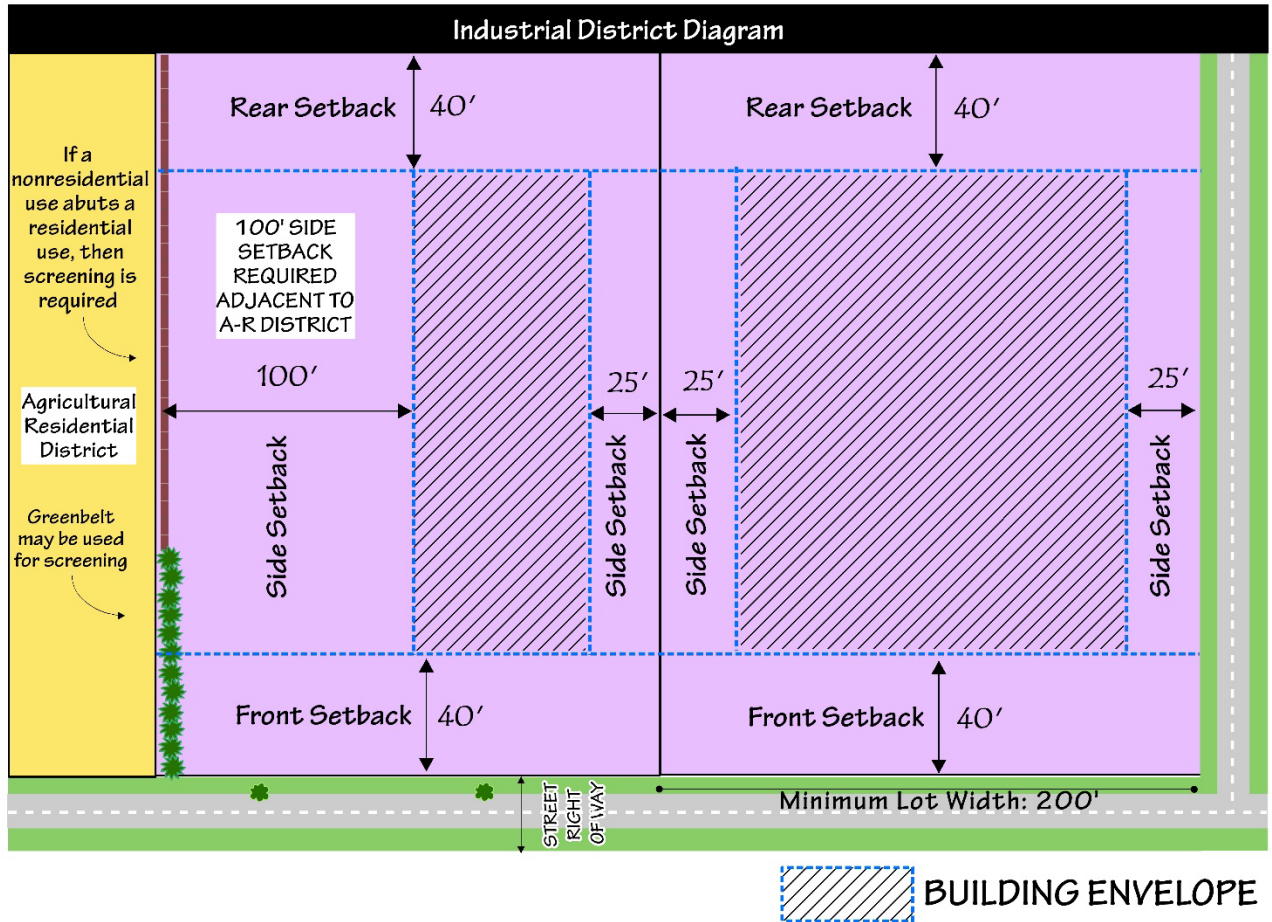 Industrial District Diagram
Rear Setback
40′
Rear Setback
40′
If a
nonresidential
use abuts a
residential
use, then
screening is
required
100' SIDE
SETBACK
REQUIRED
ADJACENT TO
A-R DISTRICT
100′
25′
25′
25′
Agricultural
Residential
District
Side Setback
Side Setback
Side Setback
Side Setback
Greenbelt
may be used
for screening
Front Setback
40′
Front Setback
40′
STREET
RIGHT
OF WAY
Minimum Lot Width: 200'
BUILDING ENVELOPE